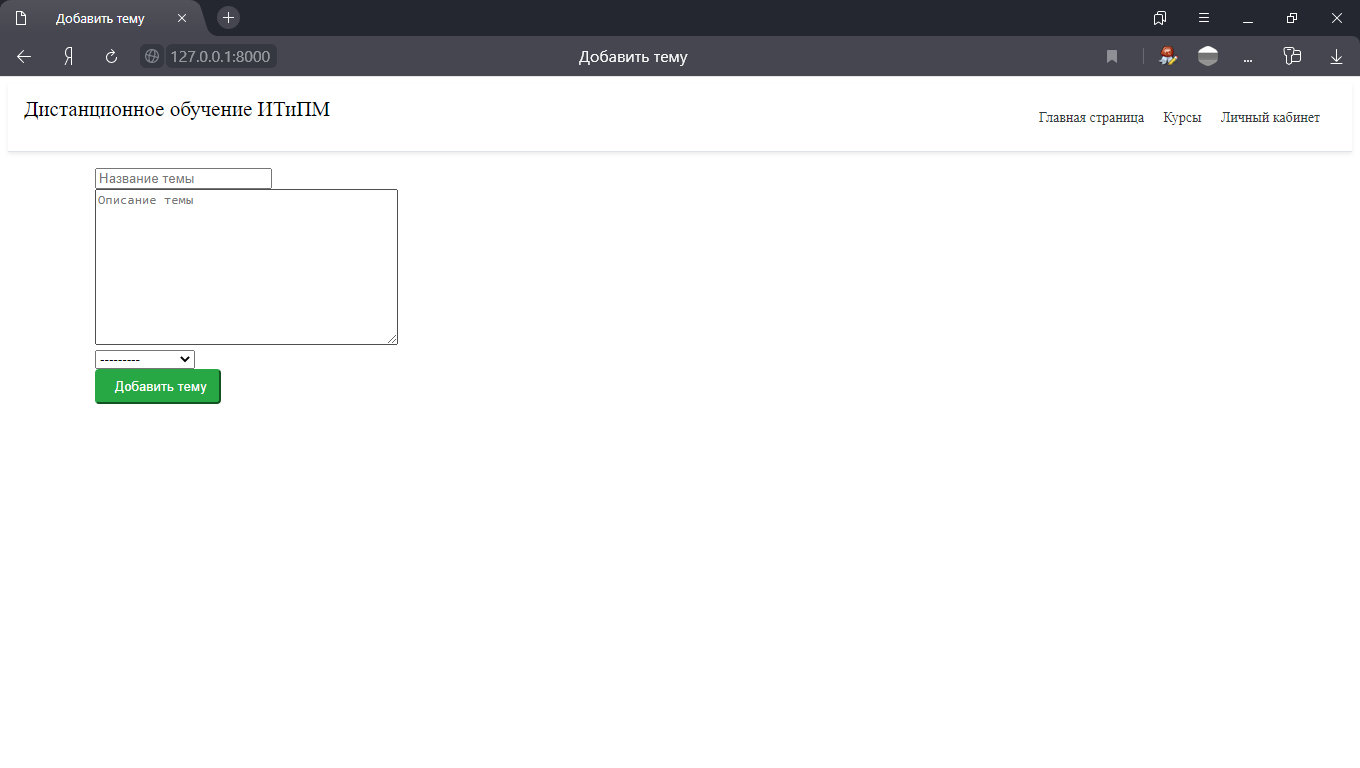 Добавить тему
127.0.0.1:8000 Добавить тему
Дистанционное обучение ИТиПМ
Главная страница Курсы Личный кабинет
Название темы
Описание темы
---------
Добавить тему